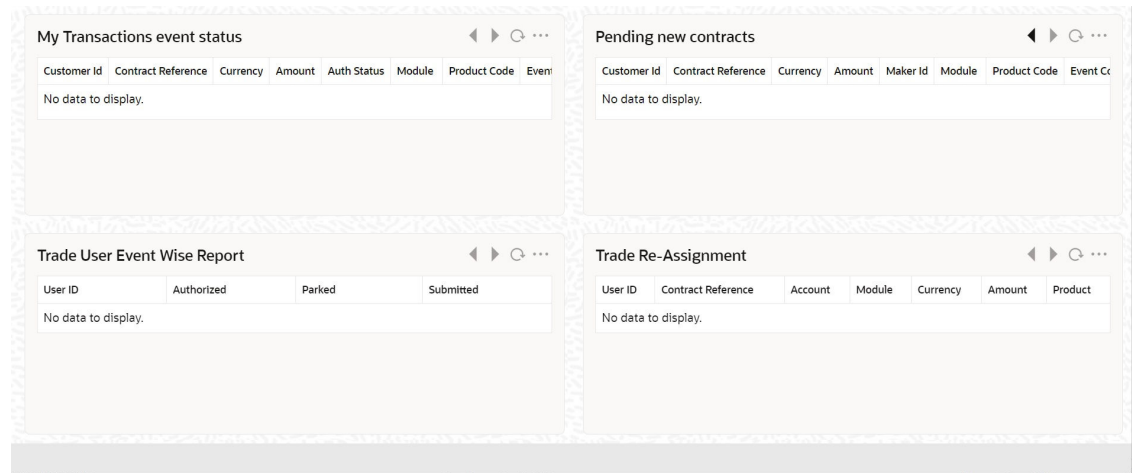 My Transactions event status
Customer Id Contract Reference Currency Amount Auth Status Module Product Code Event
No data to display.
Pending new contracts
Customer Id Contract Reference Currency Amount Maker Id Module Product Code Event Co
No data to display.
Trade User Event Wise Report
User ID Authorized Parked Submitted
No data to display.
Trade Re-Assignment
User ID Contract Reference Account Module Currency Amount Product
No data to display.